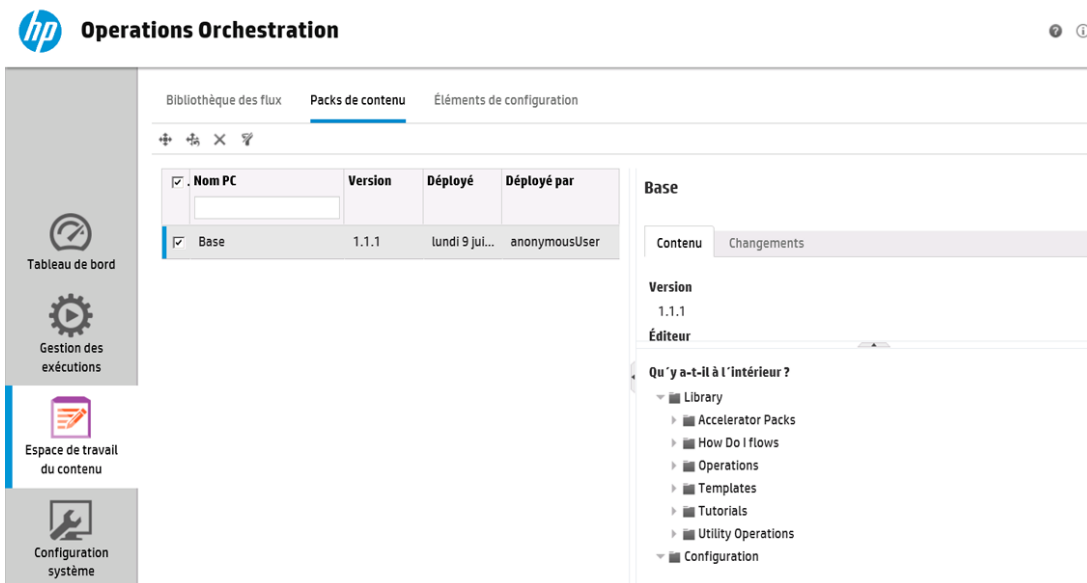 hp Operations Orchestration
Bibliothèque des flux Packs de contenu Éléments de configuration
. Nom PC Version Déployé Déployé par
Base 1.1.1 lundi 9 jui... anonymousUser
Tableau de bord
Gestion des
exécutions
Espace de travail
du contenu
Configuration
système
Base
Contenu Changements
Version
1.1.1
Éditeur
Qu´y a-t-il à l´intérieur ?
Library
Accelerator Packs
How Do I flows
Operations
Templates
Tutorials
Utility Operations
Configuration